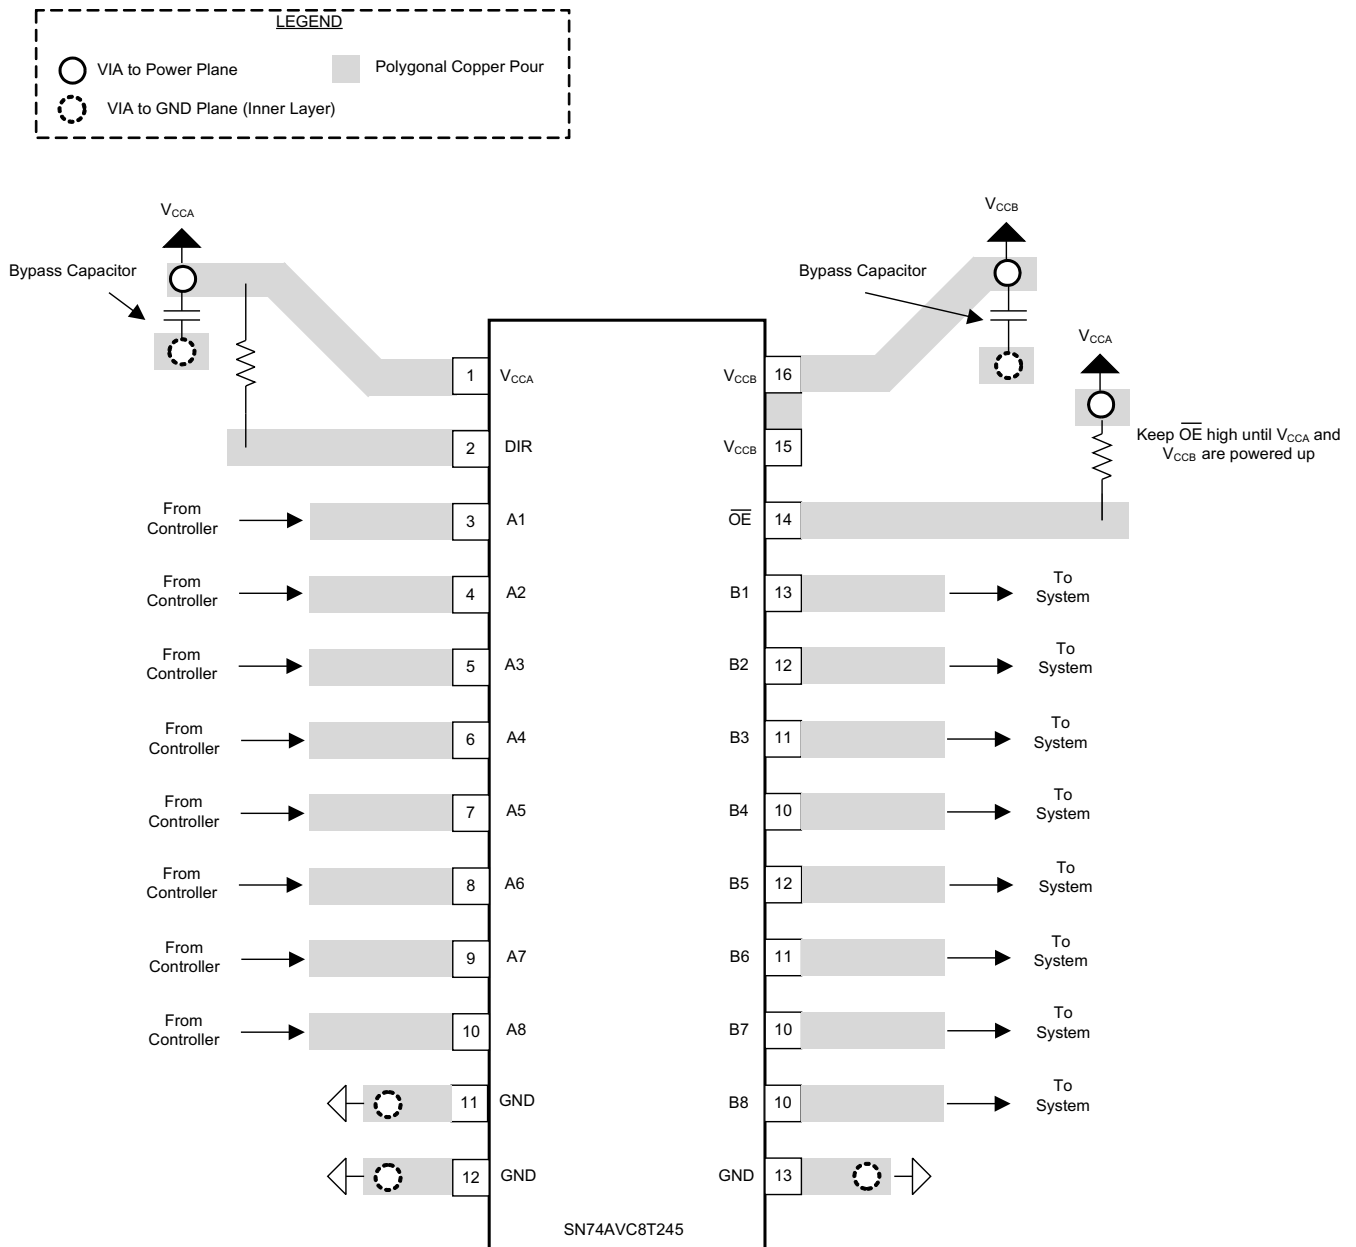 LEGEND
VIA to Power Plane
Polygonal Copper Pour
VIA to GND Plane (Inner Layer)
VCCA
Bypass Capacitor
VCCB
Bypass Capacitor
VCCA
Keep OE high until VCCA and
VCCB are powered up
1 VCCA
VCCB 16
2 DIR
VCCB 15
From
Controller
3 A1
OE 14
From
Controller
4 A2
B1 13
To
System
From
Controller
5 A3
B2 12
To
System
From
Controller
6 A4
B3 11
To
System
From
Controller
7 A5
B4 10
To
System
From
Controller
8 A6
B5 12
To
System
From
Controller
9 A7
B6 11
To
System
From
Controller
10 A8
B7 10
To
System
11 GND
B8 10
To
System
12 GND
GND 13
SN74AVC8T245